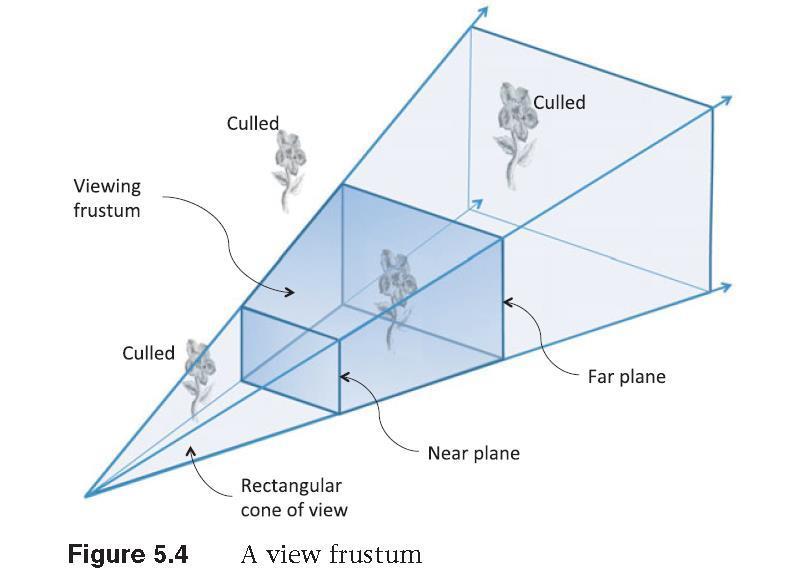 Culled
Culled
Viewing
frustum
Culled
Far plane
Near plane
Rectangular
cone of view
Figure 5.4 A view frustum